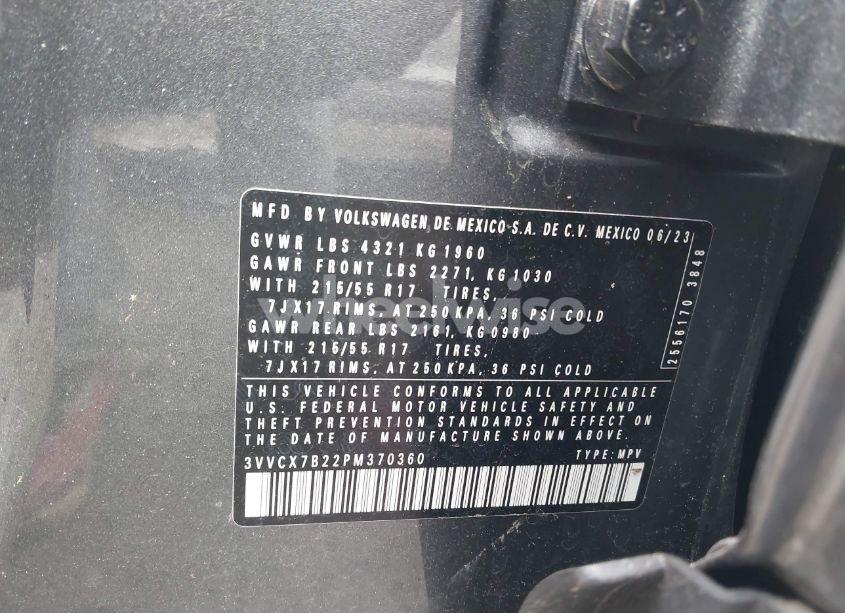 MFD BY VOLKSWAGEN DE MEXICO S.A. DE C.V. MEXICO 06/23
GVWR LBS 4321 KG 1960
GAWR FRONT LBS 2271, KG 1030
WITH 215/55 R17 TIRES,
7JX17 RIMS, AT 250 KPA, 36 PSI COLD
GAWR REAR LBS 2161, KG 0980
WITH 215/55 R17 TIRES,
7JX17 RIMS, AT 250 KPA, 36 PSI COLD
THIS VEHICLE CONFORMS TO ALL APPLICABLE
U.S. FEDERAL MOTOR VEHICLE SAFETY AND
THEFT PREVENTION STANDARDS IN EFFECT ON
THE DATE OF MANUFACTURE SHOWN ABOVE.
3VVCX7B22PM370360 TYPE: MPV
2556170 3848
wheelwise